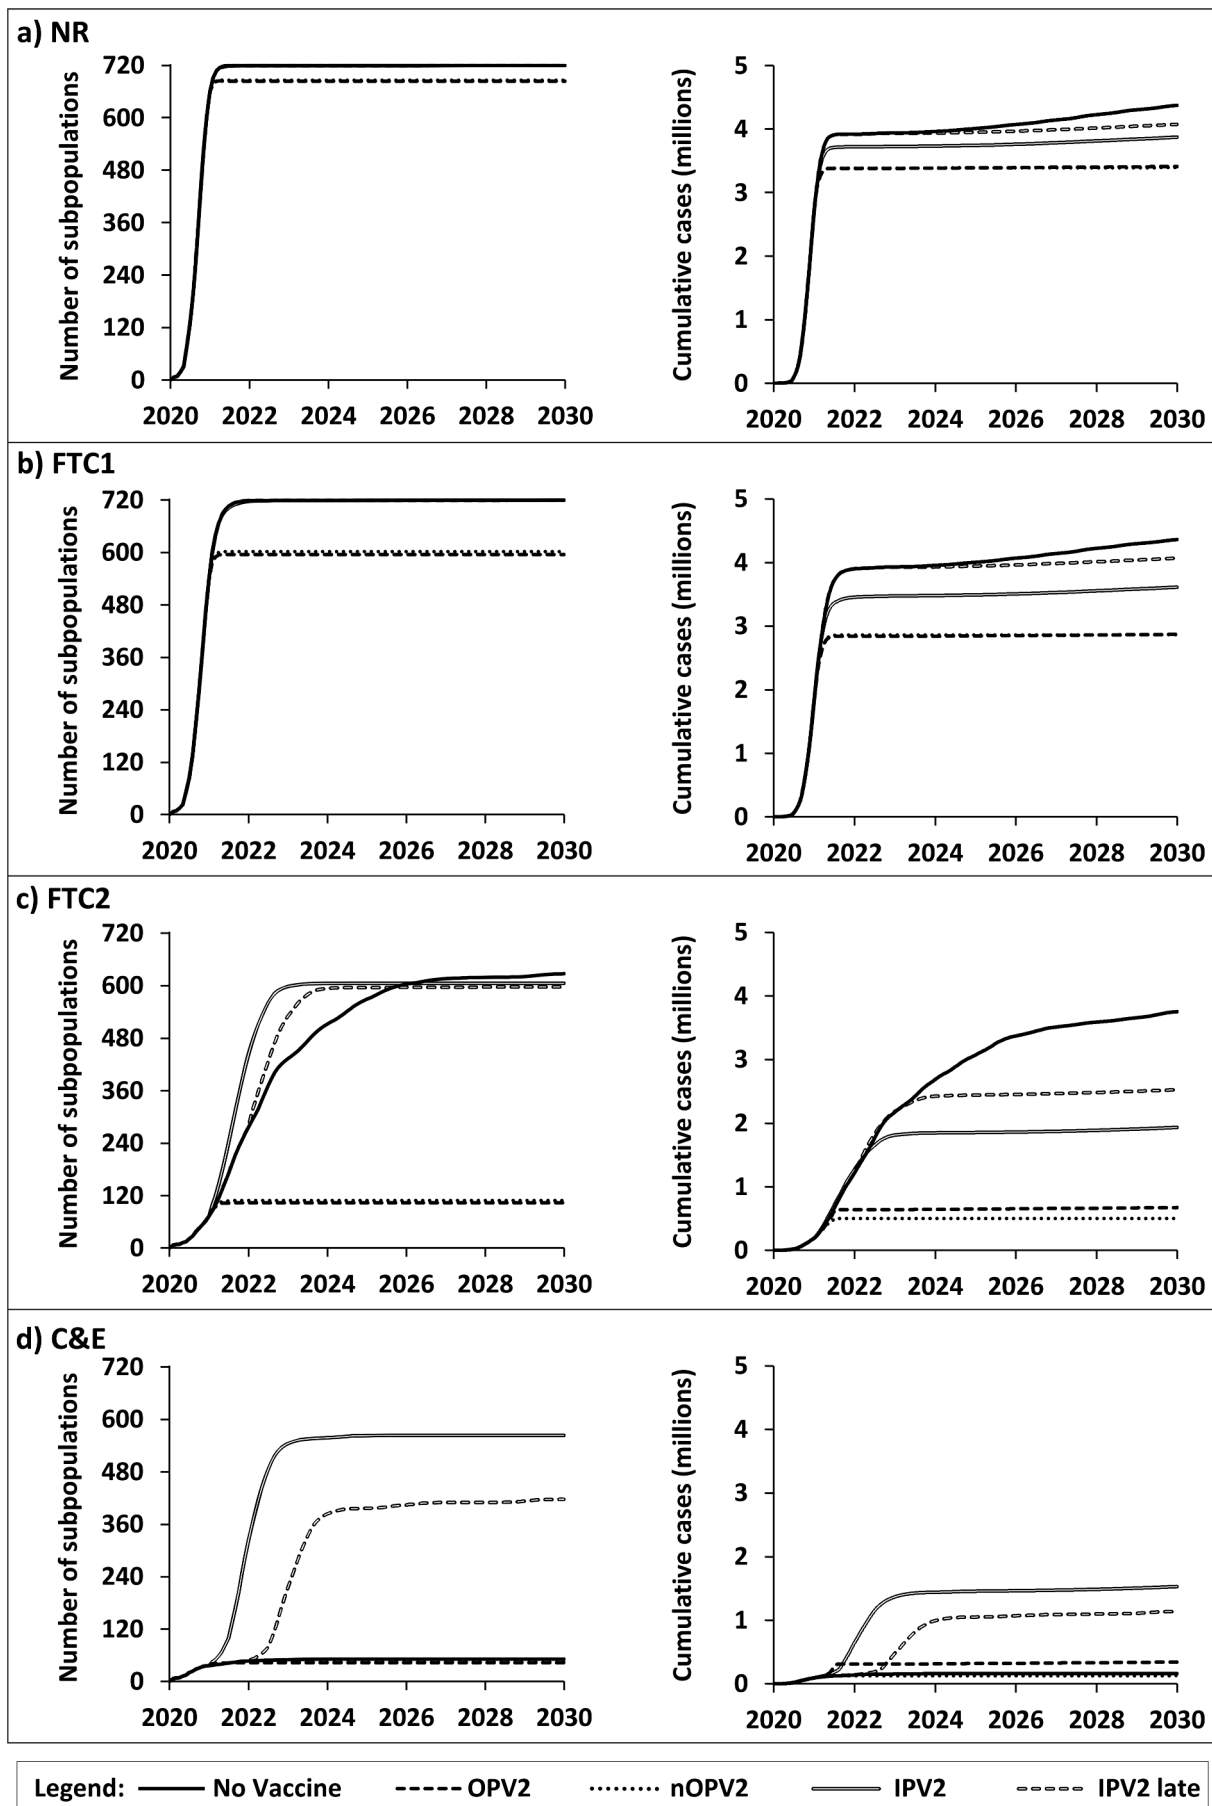 a) NR
Number of subpopulations
720
600
480
360
240
120
0
2020 2022 2024 2026 2028 2030
Cumulative cases (millions)
5
4
3
2
1
0
2020 2022 2024 2026 2028 2030
b) FTC1
Number of subpopulations
720
600
480
360
240
120
0
2020 2022 2024 2026 2028 2030
Cumulative cases (millions)
5
4
3
2
1
0
2020 2022 2024 2026 2028 2030
c) FTC2
Number of subpopulations
720
600
480
360
240
120
0
2020 2022 2024 2026 2028 2030
Cumulative cases (millions)
5
4
3
2
1
0
2020 2022 2024 2026 2028 2030
d) C&E
Number of subpopulations
720
600
480
360
240
120
0
2020 2022 2024 2026 2028 2030
Cumulative cases (millions)
5
4
3
2
1
0
2020 2022 2024 2026 2028 2030
Legend: No Vaccine OPV2 nOPV2 IPV2 IPV2 late